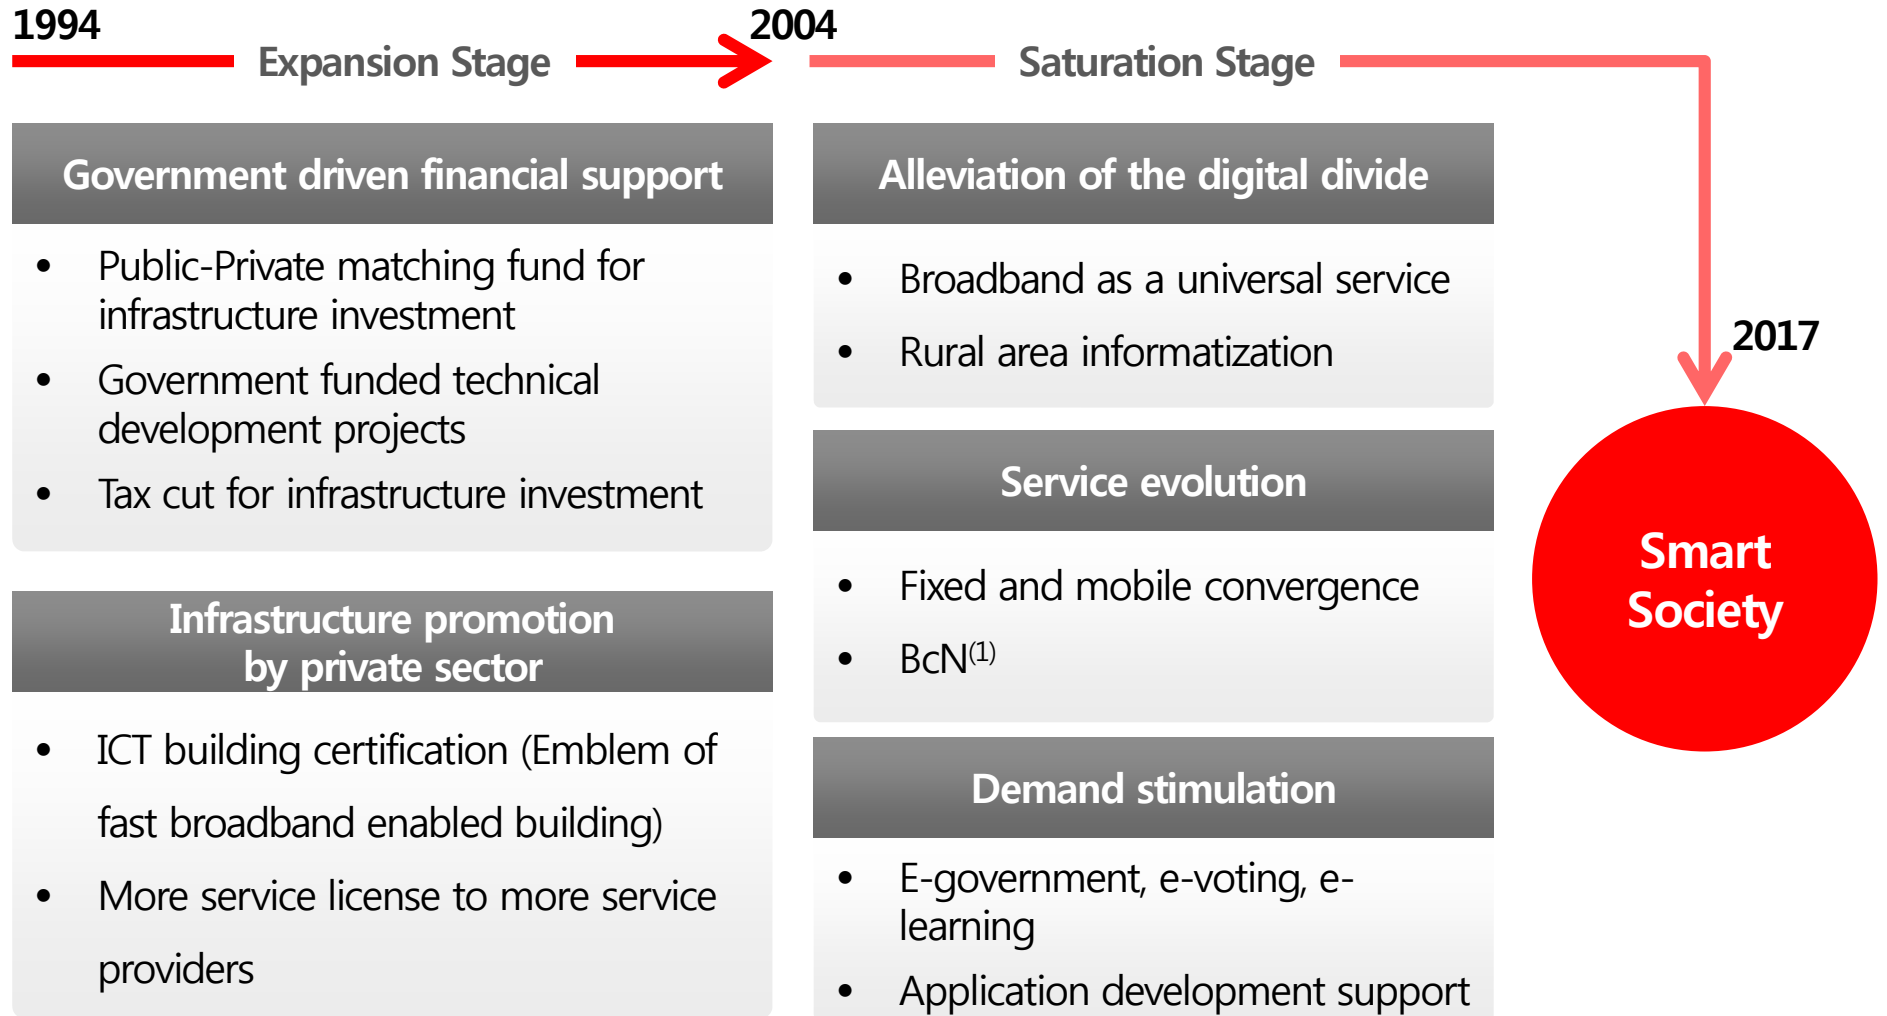 1994
2004
Expansion Stage
Saturation Stage
Government driven financial support
• Public-Private matching fund for
infrastructure investment
• Government funded technical
development projects
• Tax cut for infrastructure investment
Infrastructure promotion
by private sector
• ICT building certification (Emblem of
fast broadband enabled building)
• More service license to more service
providers
Alleviation of the digital divide
• Broadband as a universal service
• Rural area informatization
Service evolution
• Fixed and mobile convergence
• BcN(1)
Demand stimulation
• E-government, e-voting, e-
learning
• Application development support
2017
Smart
Society